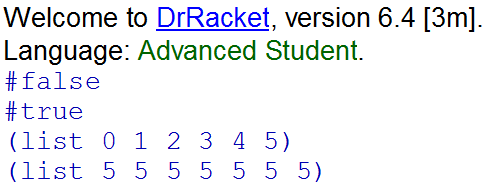 Welcome to DrRacket, version 6.4 [3m].
Language: Advanced Student.
#false
#true
(list 0 1 2 3 4 5)
(list 5 5 5 5 5 5 5)